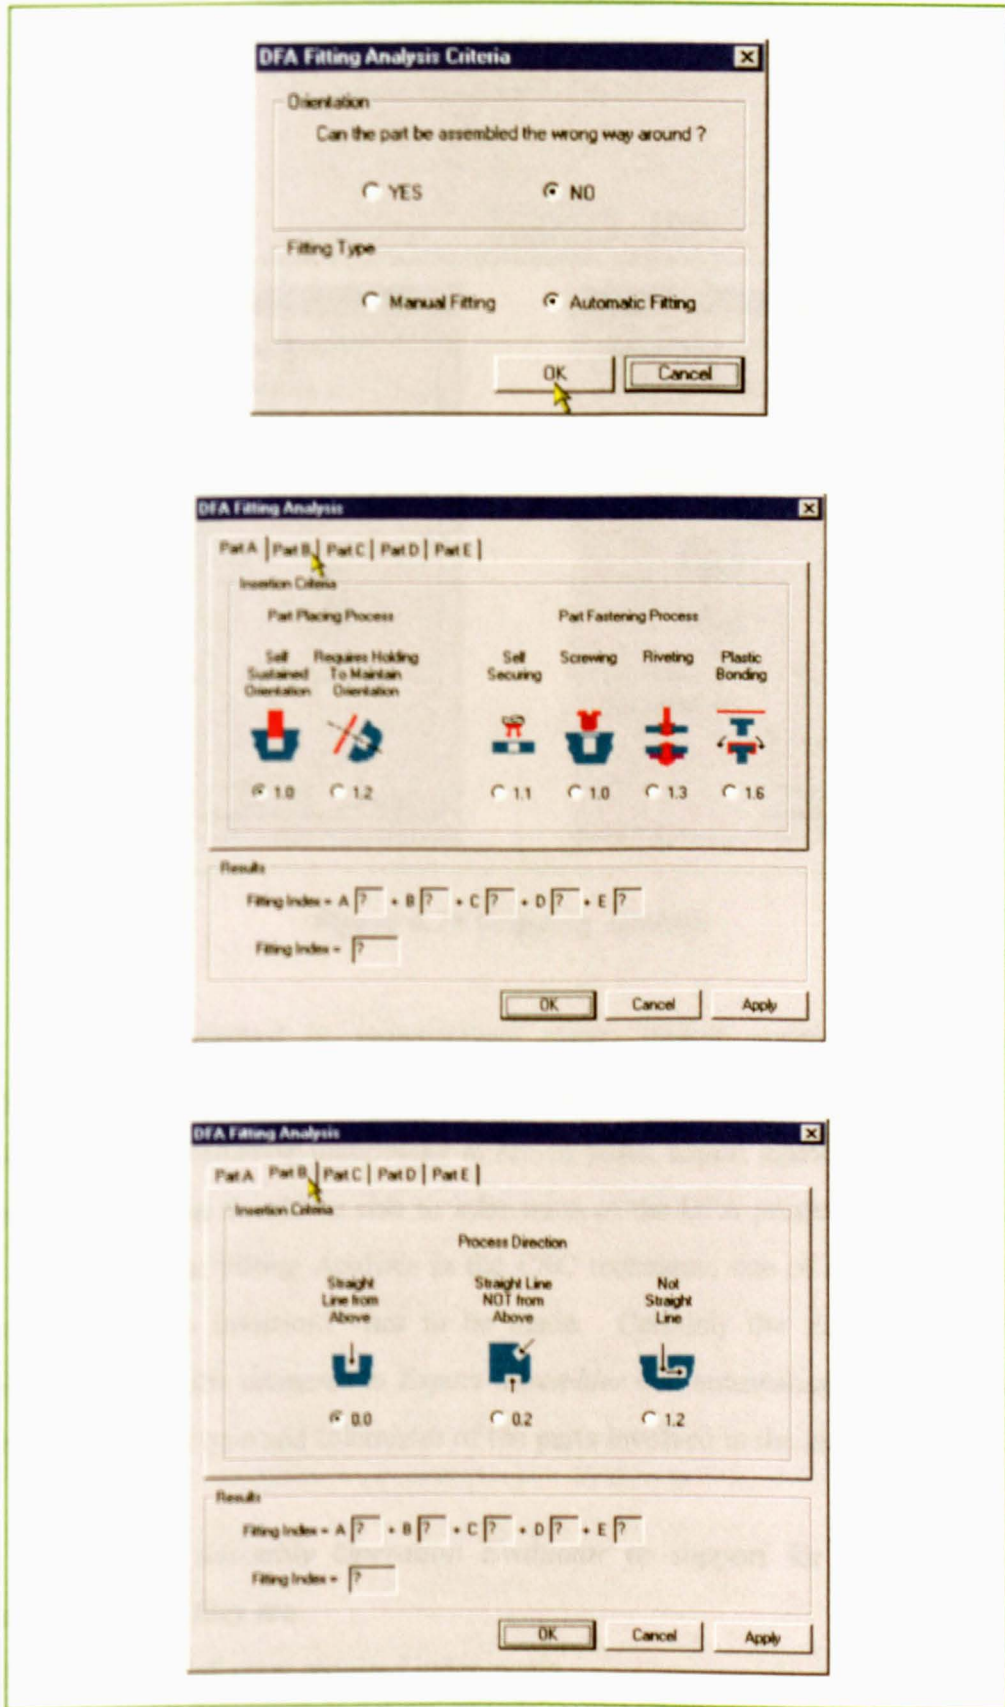 DFA Fitting Analysis Criteria
Orientation
Can the part be assembled the wrong way around ?
YES NO
Fitting Type
Manual Fitting Automatic Fitting
OK Cancel
DFA Fitting Analysis
Part A Part B Part C Part D Part E
Insertion Criteria
Part Placing Process Part Fastening Process
Self Requires Holding Self Screwing Riveting Plastic
Sustained To Maintain Securing Bonding
Orientation Orientation
1.0 1.2 1.1 1.0 1.3 1.6
Results
Fitting Index = A ? + B ? + C ? + D ? + E ?
Fitting Index = ?
OK Cancel Apply
DFA Fitting Analysis
Part A Part B Part C Part D Part E
Insertion Criteria
Process Direction
Straight Straight Line Not
Line from NOT from Straight
Above Above Line
0.0 0.2 1.2
Results
Fitting Index = A ? + B ? + C ? + D ? + E ?
Fitting Index = ?
OK Cancel Apply